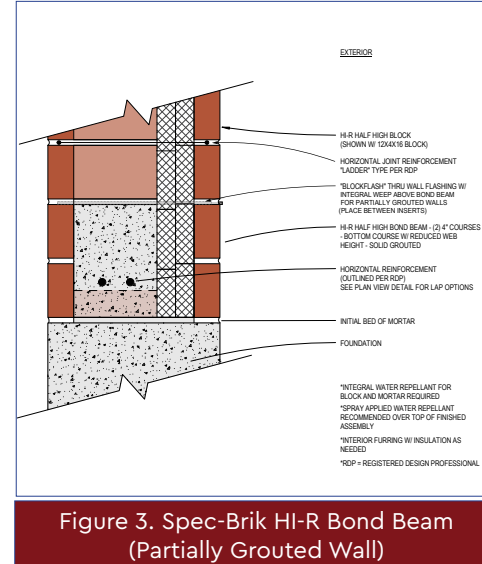 EXTERIOR
HI-R HALF HIGH BLOCK
(SHOWN W/ 12X4X16 BLOCK)
HORIZONTAL JOINT REINFORCEMENT
"LADDER" TYPE PER RDP
"BLOCKFLASH" THRU WALL FLASHING W/
INTEGRAL WEEP ABOVE BOND BEAM
FOR PARTIALLY GROUTED WALLS
(PLACE BETWEEN INSERTS)
HI-R HALF HIGH BOND BEAM - (2) 4" COURSES
- BOTTOM COURSE W/ REDUCED WEB
HEIGHT - SOLID GROUTED
HORIZONTAL REINFORCEMENT
(OUTLINED PER RDP)
SEE PLAN VIEW DETAIL FOR LAP OPTIONS
INITIAL BED OF MORTAR
FOUNDATION
*INTEGRAL WATER REPELLANT FOR
BLOCK AND MORTAR REQUIRED
*SPRAY APPLIED WATER REPELLANT
RECOMMENDED OVER TOP OF FINISHED
ASSEMBLY
*INTERIOR FURRING W/ INSULATION AS
NEEDED
*RDP = REGISTERED DESIGN PROFESSIONAL
Figure 3. Spec-Brik HI-R Bond Beam
(Partially Grouted Wall)